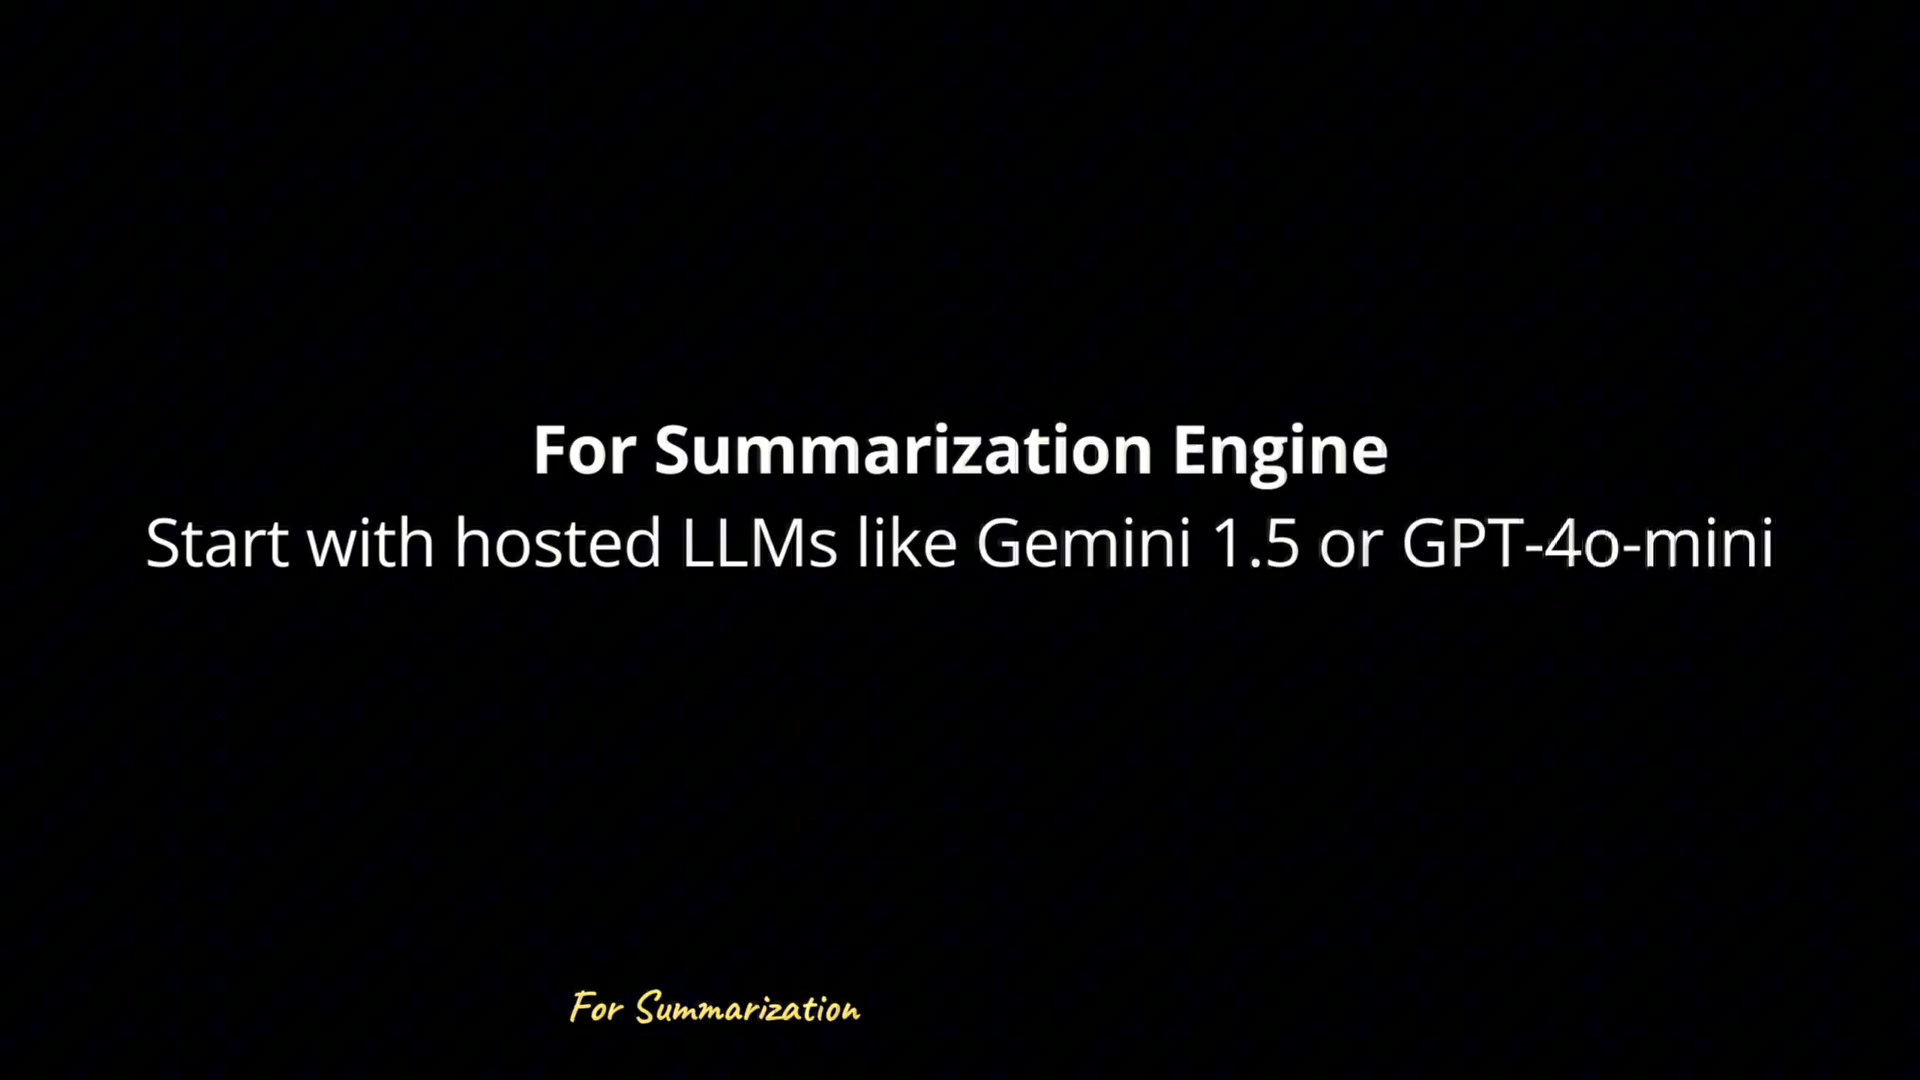 For Summarization Engine
Start with hosted LLMs like Gemini 1.5 or GPT-4o-mini
For Summarization